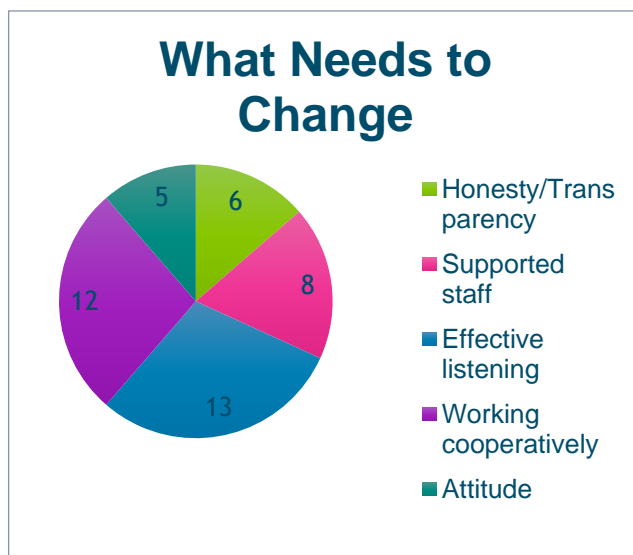 What Needs to
Change
5
6
12
8
13
Honesty/Trans
parency
Supported
staff
Effective
listening
Working
cooperatively
Attitude